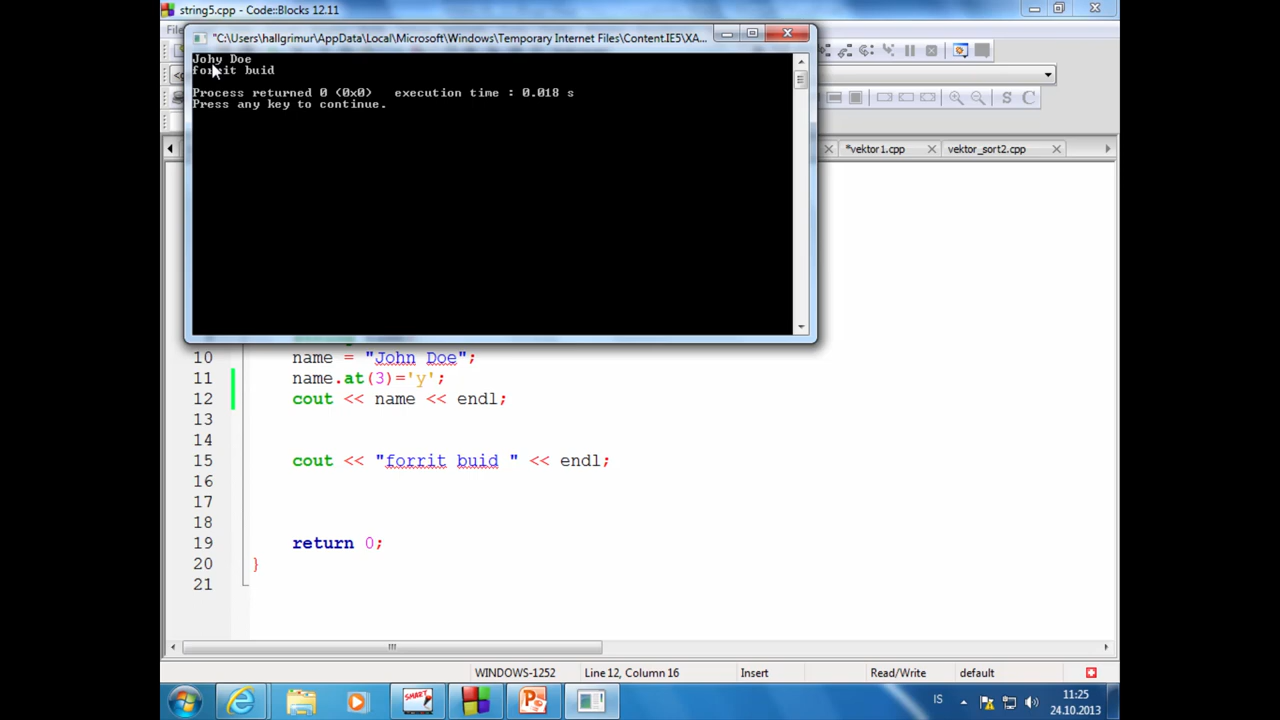 string5.cpp - Code::Blocks 12.11
"C:\Users\hallgrimur\AppData\Local\Microsoft\Windows\Temporary Internet Files\Content.IE5\XA...
Johy Doe
forrit buid
Process returned 0 (0x0)   execution time : 0.018 s
Press any key to continue.
S C
*vektor1.cpp vektor_sort2.cpp
10 name = "John Doe";
11 name.at(3)='y';
12 cout << name << endl;
13
14
15 cout << "forrit buid " << endl;
16
17
18
19 return 0;
20 }
21
WINDOWS-1252 Line 12, Column 16 Insert Read/Write default
SMART IS 11:25
24.10.2013